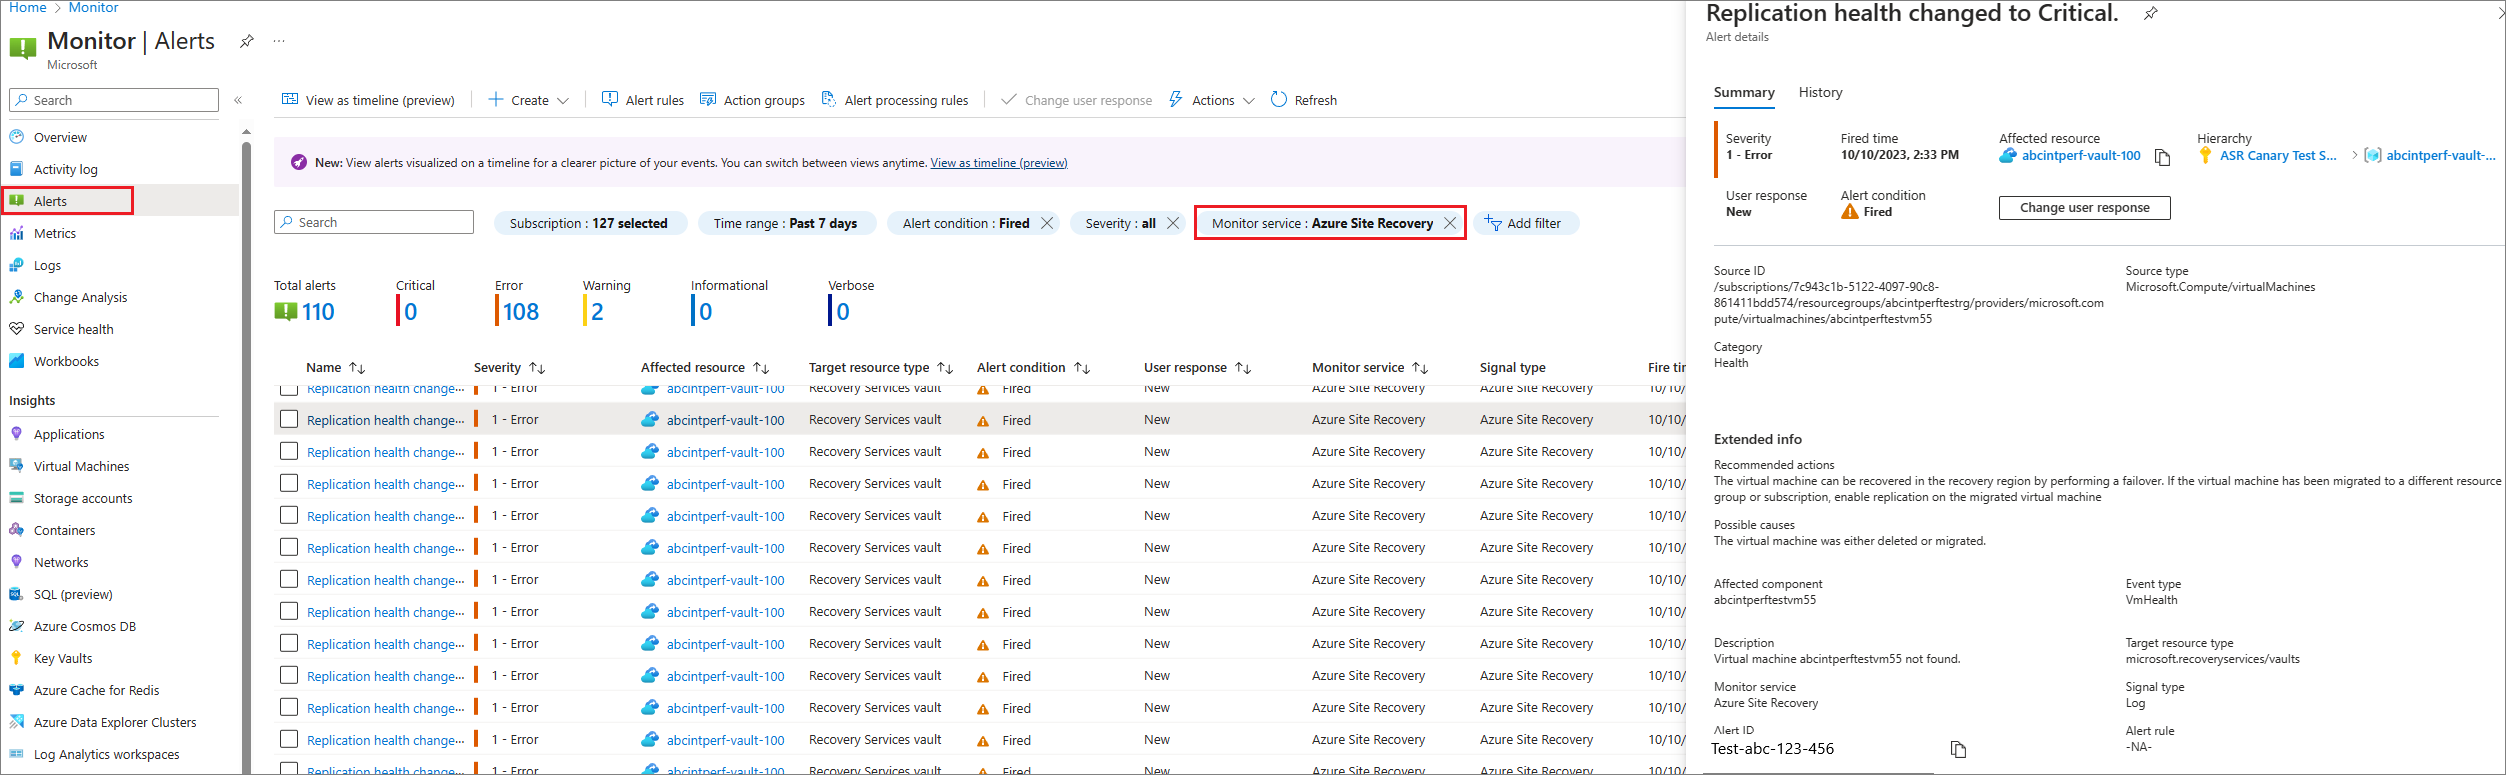 Home > Monitor
Monitor | Alerts
Microsoft
Search
Overview
Activity log
Alerts
Metrics
Logs
Change Analysis
Service health
Workbooks
Insights
Applications
Virtual Machines
Storage accounts
Containers
Networks
SQL (preview)
Azure Cosmos DB
Key Vaults
Azure Cache for Redis
Azure Data Explorer Clusters
Log Analytics workspaces
View as timeline (preview) Create Alert rules Action groups Alert processing rules Change user response Actions Refresh
New: View alerts visualized on a timeline for a clearer picture of your events. You can switch between views anytime. View as timeline (preview)
Search Subscription : 127 selected Time range : Past 7 days Alert condition : Fired Severity : all Monitor service : Azure Site Recovery Add filter
Total alerts Critical Error Warning Informational Verbose
110 0 108 2 0 0
Name Severity Affected resource Target resource type Alert condition User response Monitor service Signal type Fire tir
Replication health change... 1 - Error abcintperf-vault-100 Recovery Services vault Fired New Azure Site Recovery Azure Site Recovery 10/10/
Replication health change... 1 - Error abcintperf-vault-100 Recovery Services vault Fired New Azure Site Recovery Azure Site Recovery 10/10/
Replication health change... 1 - Error abcintperf-vault-100 Recovery Services vault Fired New Azure Site Recovery Azure Site Recovery 10/10/
Replication health change... 1 - Error abcintperf-vault-100 Recovery Services vault Fired New Azure Site Recovery Azure Site Recovery 10/10/
Replication health change... 1 - Error abcintperf-vault-100 Recovery Services vault Fired New Azure Site Recovery Azure Site Recovery 10/10/
Replication health change... 1 - Error abcintperf-vault-100 Recovery Services vault Fired New Azure Site Recovery Azure Site Recovery 10/10/
Replication health change... 1 - Error abcintperf-vault-100 Recovery Services vault Fired New Azure Site Recovery Azure Site Recovery 10/10/
Replication health change... 1 - Error abcintperf-vault-100 Recovery Services vault Fired New Azure Site Recovery Azure Site Recovery 10/10/
Replication health change... 1 - Error abcintperf-vault-100 Recovery Services vault Fired New Azure Site Recovery Azure Site Recovery 10/10/
Replication health change... 1 - Error abcintperf-vault-100 Recovery Services vault Fired New Azure Site Recovery Azure Site Recovery 10/10/
Replication health change... 1 - Error abcintperf-vault-100 Recovery Services vault Fired New Azure Site Recovery Azure Site Recovery 10/10/
Replication health change... 1 - Error abcintperf-vault-100 Recovery Services vault Fired New Azure Site Recovery Azure Site Recovery 10/10/
Replication health change... 1 - Error abcintperf-vault-100 Recovery Services vault Fired New Azure Site Recovery Azure Site Recovery 10/10/
Replication health changed to Critical.
Alert details
Summary History
Severity Fired time Affected resource Hierarchy
1 - Error 10/10/2023, 2:33 PM abcintperf-vault-100 ASR Canary Test S... > abcintperf-vault-...
User response Alert condition
New Fired Change user response
Source ID
/subscriptions/7c943c1b-5122-4097-90c8-
861411bdd574/resourcegroups/abcintperftestrg/providers/microsoft.com
pute/virtualmachines/abcintperftestvm55
Source type
Microsoft.Compute/virtualMachines
Category
Health
Extended info
Recommended actions
The virtual machine can be recovered in the recovery region by performing a failover. If the virtual machine has been migrated to a different resource
group or subscription, enable replication on the migrated virtual machine
Possible causes
The virtual machine was either deleted or migrated.
Affected component Event type
abcintperftestvm55 VmHealth
Description Target resource type
Virtual machine abcintperftestvm55 not found. microsoft.recoveryservices/vaults
Monitor service Signal type
Azure Site Recovery Log
Alert ID Alert rule
Test-abc-123-456 -NA-